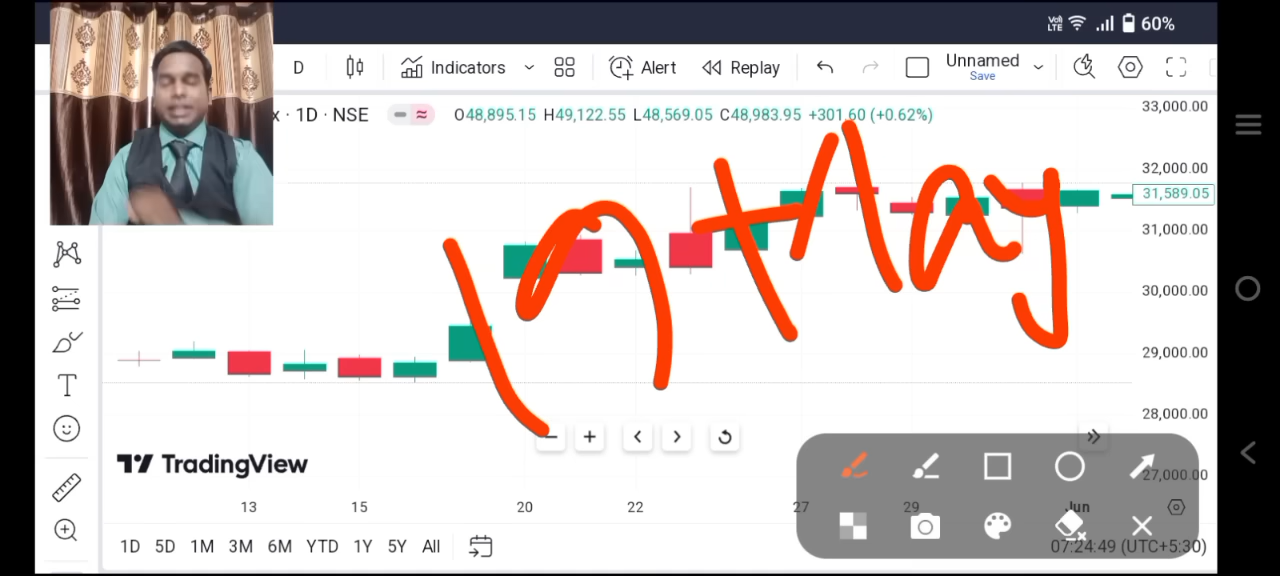 Voll LTE 60%
D Indicators Alert Replay Unnamed
Save
x · 1D · NSE O48,895.15 H49,122.55 L48,569.05 C48,983.95 +301.60 (+0.62%)
33,000.00
32,000.00
31,589.05
31,000.00
30,000.00
29,000.00
28,000.00
27,000.00
19 May
TradingView
13 15 20 22 27 29 Jun
1D 5D 1M 3M 6M YTD 1Y 5Y All 07:24:49 (UTC+5:30)